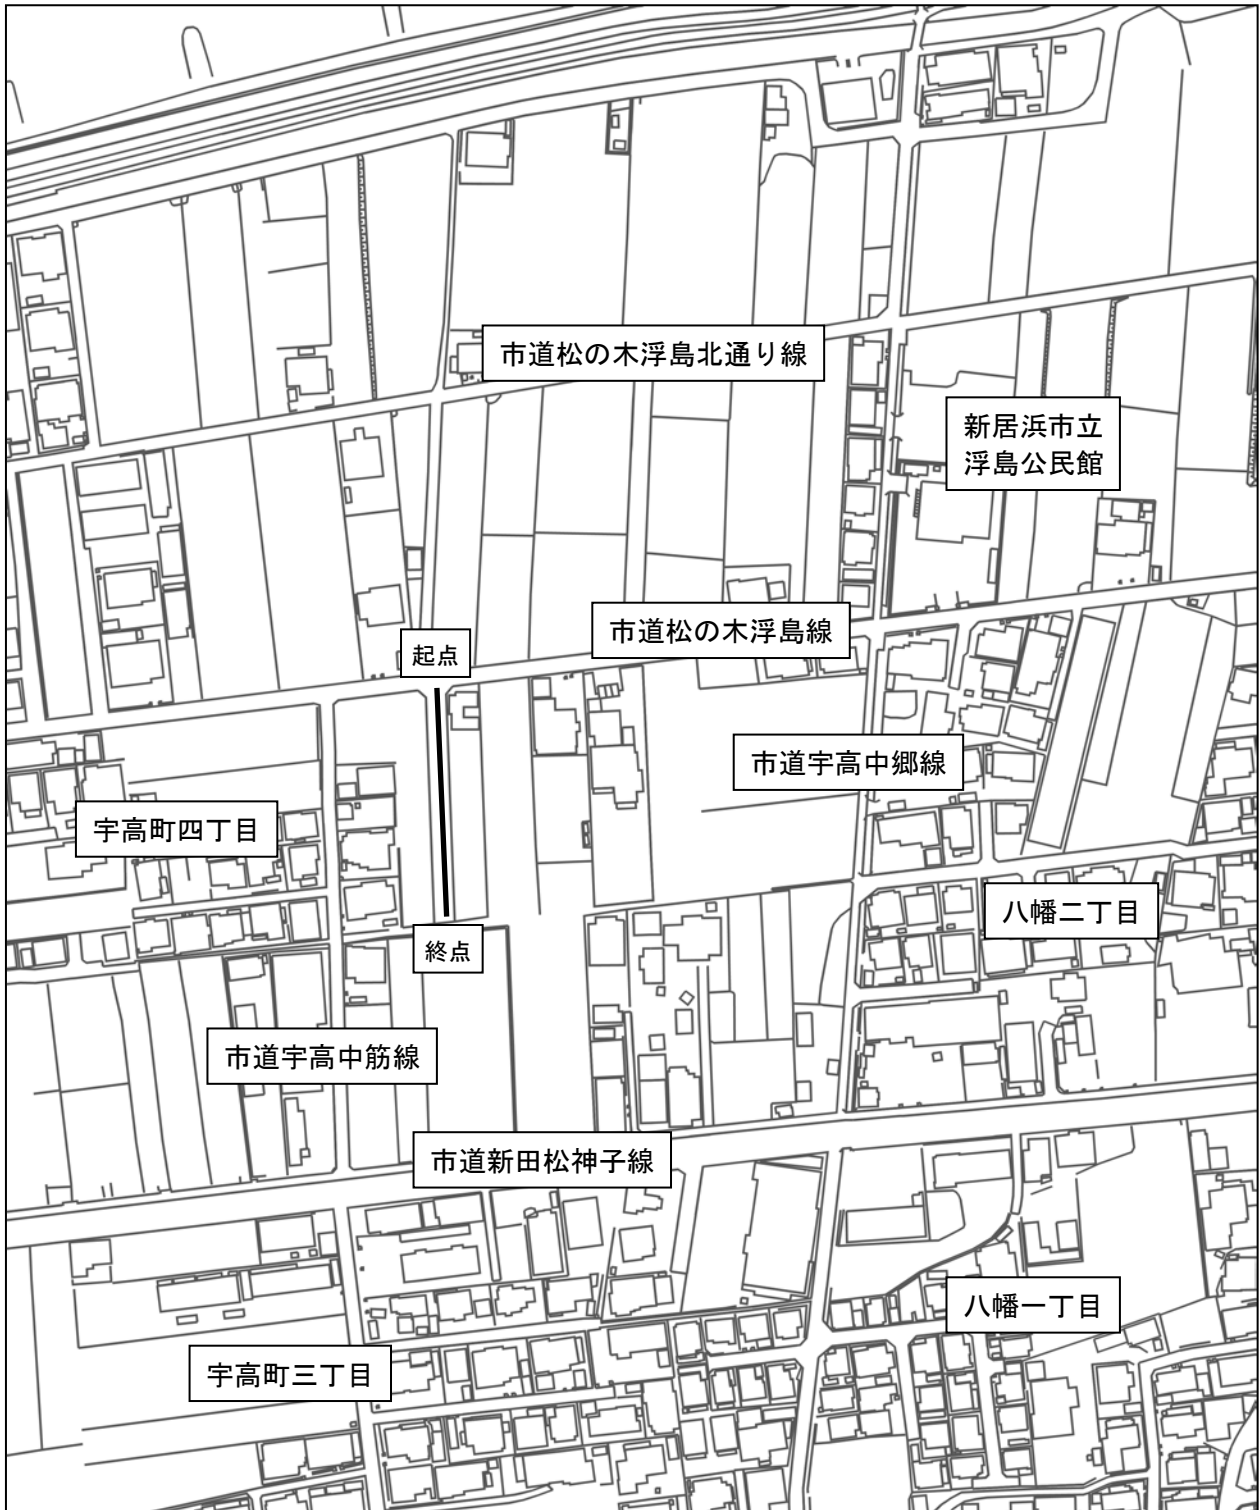 市道松の木浮島北通り線
新居浜市立
浮島公民館
市道松の木浮島線
起点
市道宇高中郷線
宇高町四丁目
八幡二丁目
終点
市道宇高中筋線
市道新田松神子線
八幡一丁目
宇高町三丁目